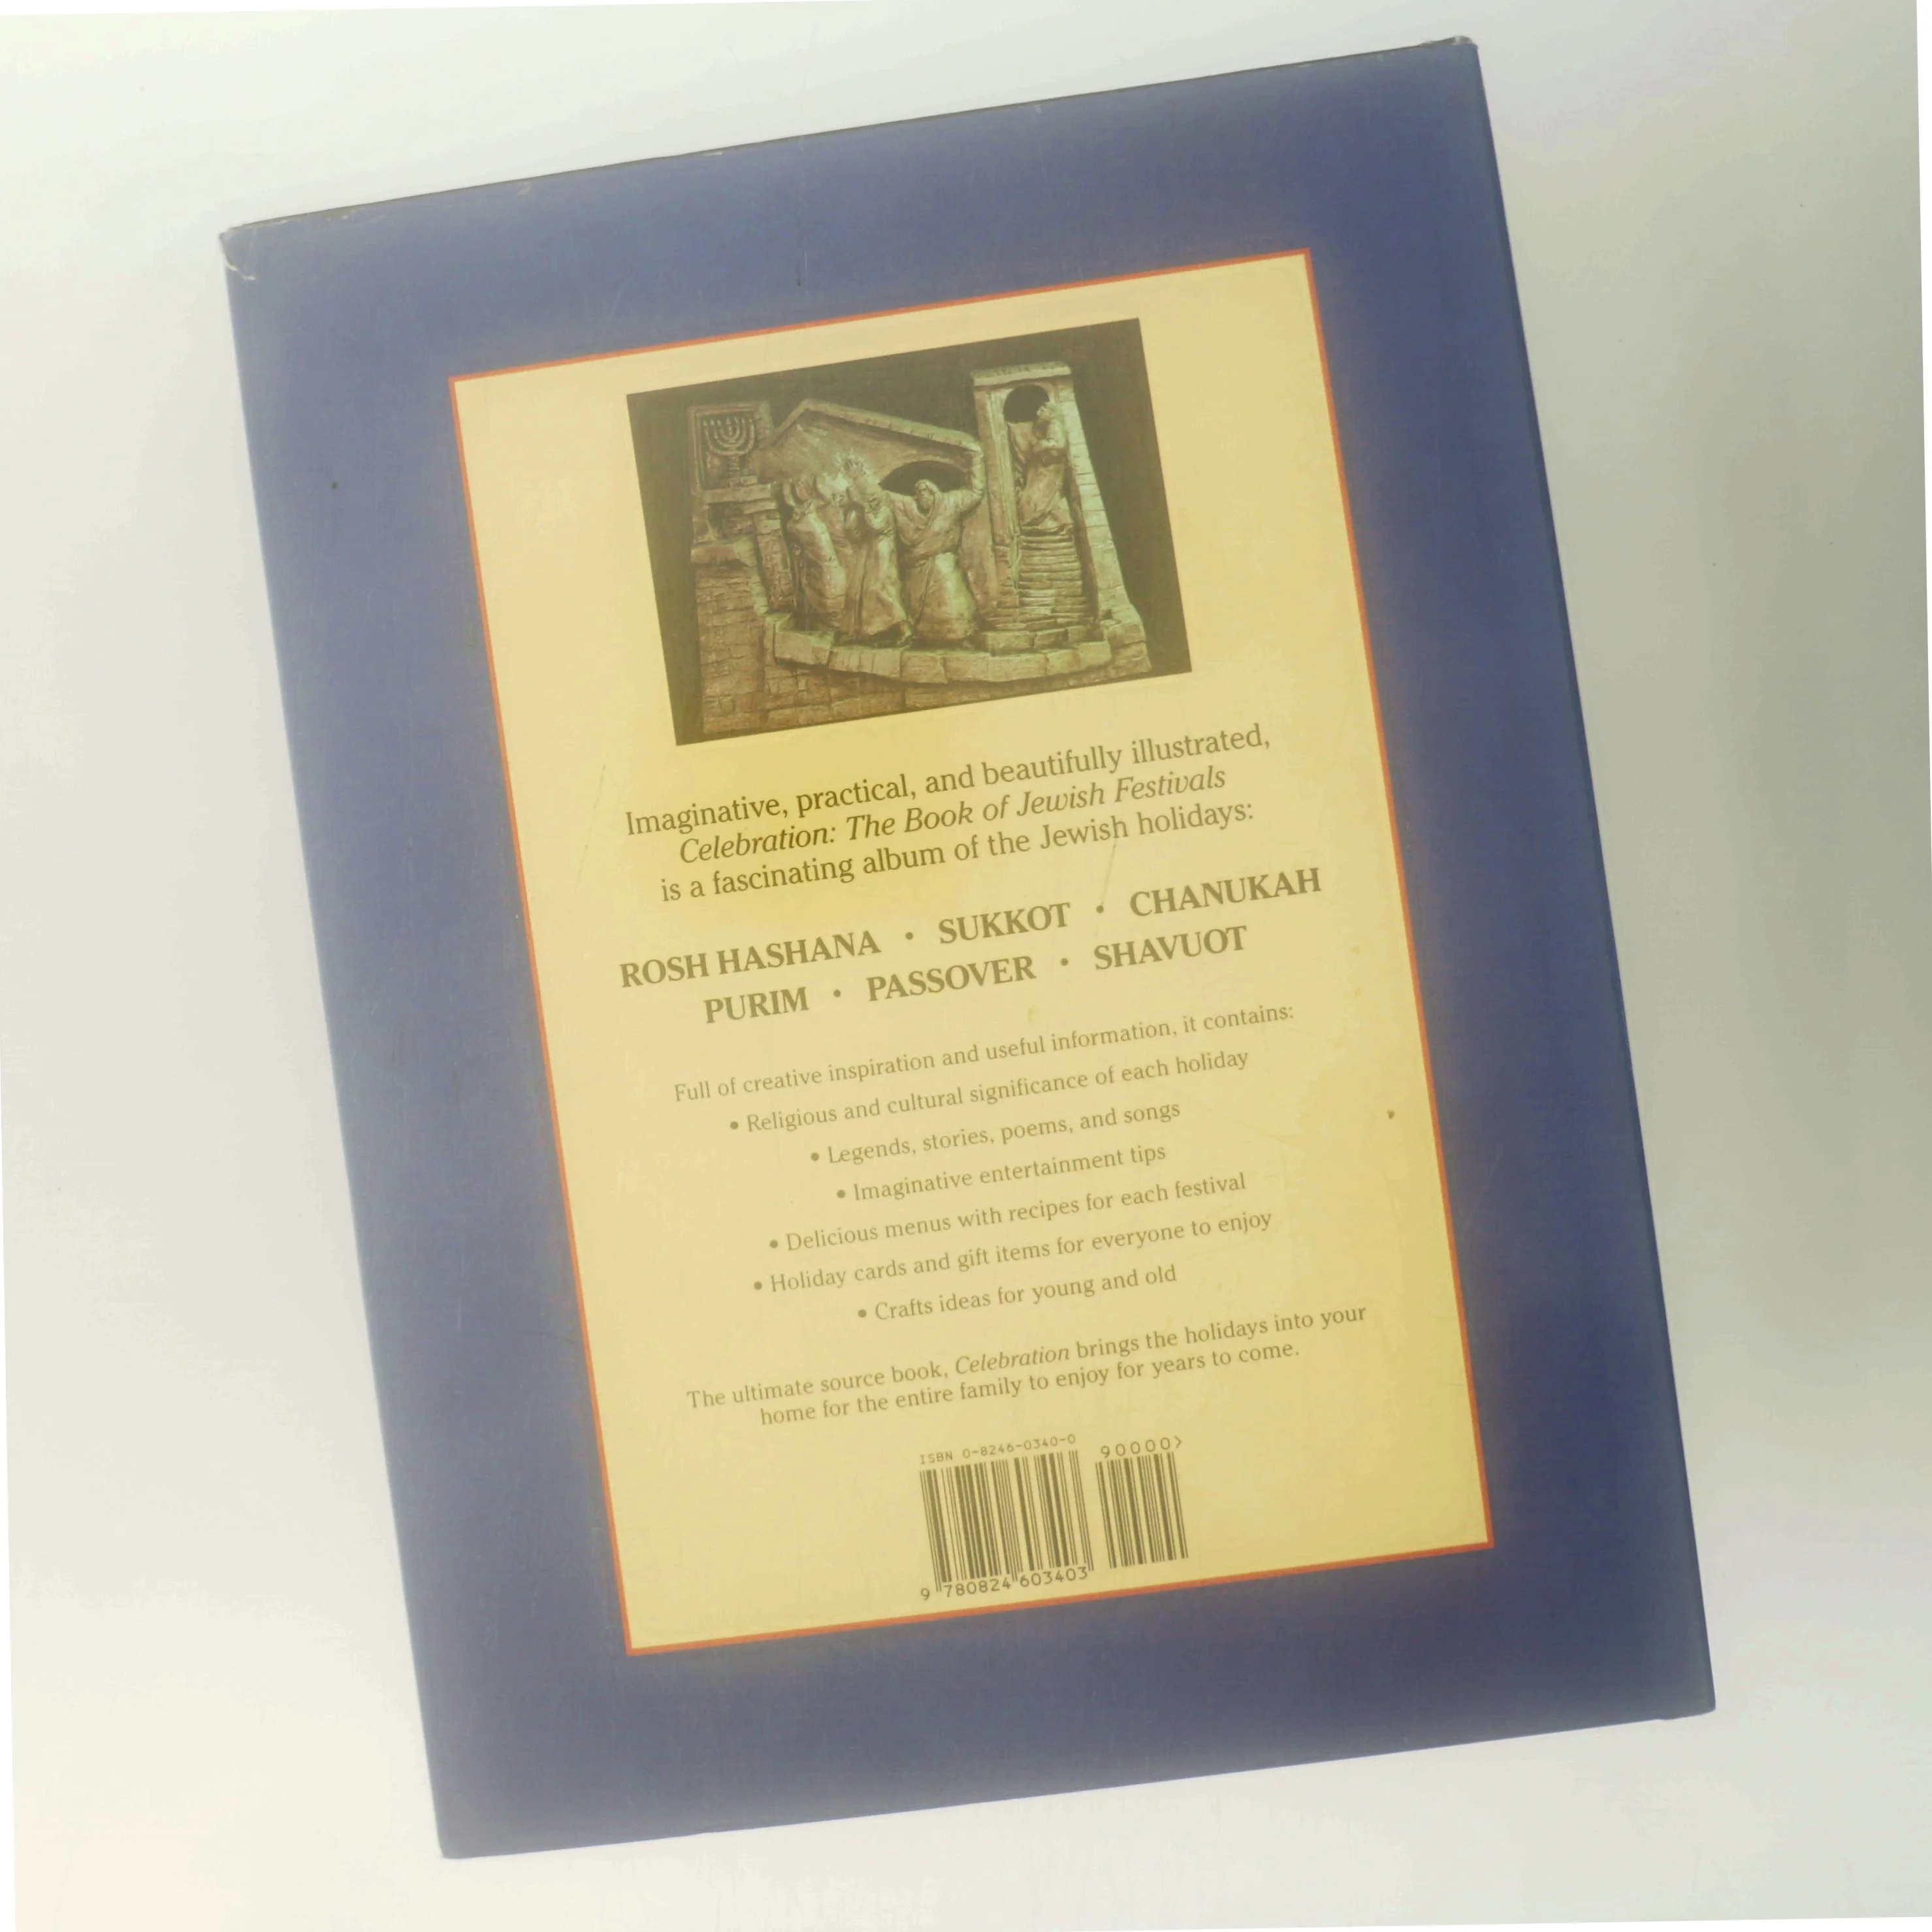 Imaginative, practical, and beautifully illustrated,
Celebration: The Book of Jewish Festivals
is a fascinating album of the Jewish holidays:
ROSH HASHANA • SUKKOT • CHANUKAH
PURIM • PASSOVER • SHAVUOT
Full of creative inspiration and useful information, it contains:
• Religious and cultural significance of each holiday
• Legends, stories, poems, and songs
• Imaginative entertainment tips
• Delicious menus with recipes for each festival
• Holiday cards and gift items for everyone to enjoy
• Crafts ideas for young and old
The ultimate source book, Celebration brings the holidays into your
home for the entire family to enjoy for years to come.
ISBN 0-8246-0340-0
90000>
9 780824 603403